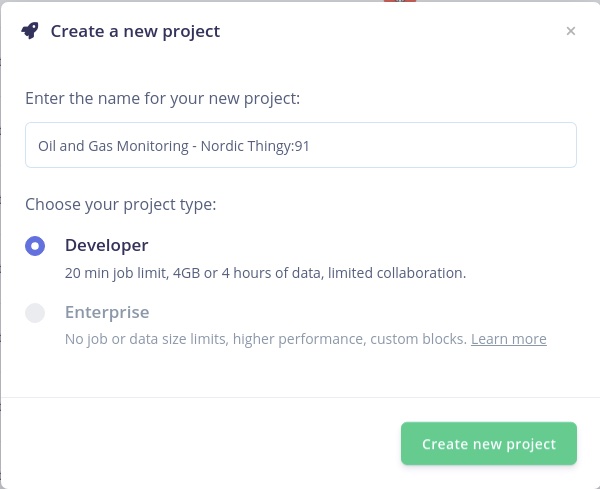 Create a new project
×
Enter the name for your new project:
Oil and Gas Monitoring - Nordic Thingy:91
Choose your project type:
Developer
20 min job limit, 4GB or 4 hours of data, limited collaboration.
Enterprise
No job or data size limits, higher performance, custom blocks. Learn more
Create new project